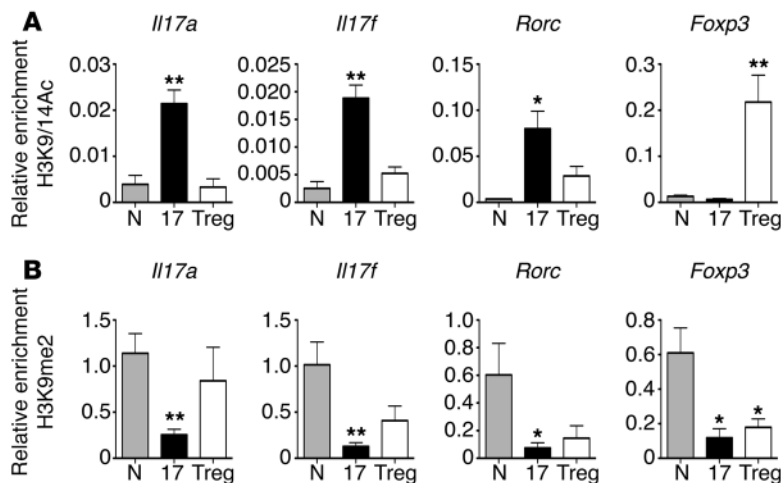 A
Il17a Il17f Rorc Foxp3
Relative enrichment
H3K9/14Ac
0.03 0.025 0.15 0.3
** ** * **
0.020
0.02 0.10 0.2
0.015
0.010
0.01 0.05 0.1
0.005
0 0 0 0
N 17 Treg N 17 Treg N 17 Treg N 17 Treg
B
Il17a Il17f Rorc Foxp3
Relative enrichment
H3K9me2
1.5 1.5 1.0 0.8
0.8
0.6
1.0 1.0 0.6
0.4
0.5 0.5 0.4
** ** * * *
0.2 0.2
0 0 0 0
N 17 Treg N 17 Treg N 17 Treg N 17 Treg